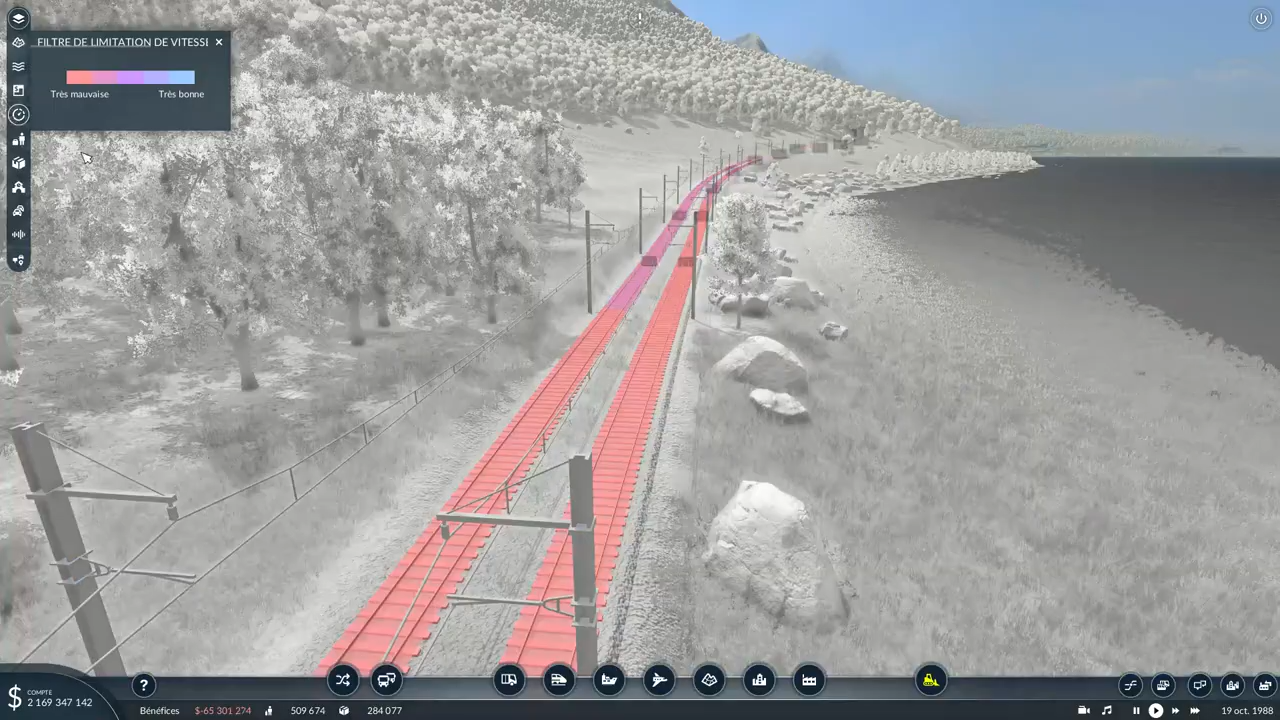 FILTRE DE LIMITATION DE VITESSE
Très mauvaise
Très bonne
$
COMPTE
2 169 347 142
?
Bénéfices
$-65 301 274
509 674
284 077
19 oct. 1988